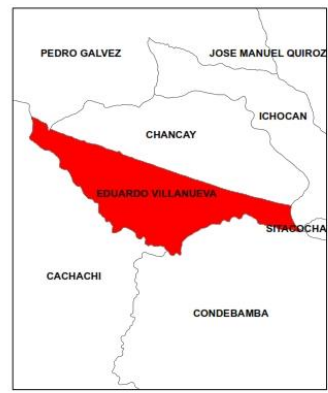 PEDRO GALVEZ
JOSE MANUEL QUIROZ
ICHOCAN
CHANCAY
EDUARDO VILLANUEVA
SITACOCHA
CACHACHI
CONDEBAMBA